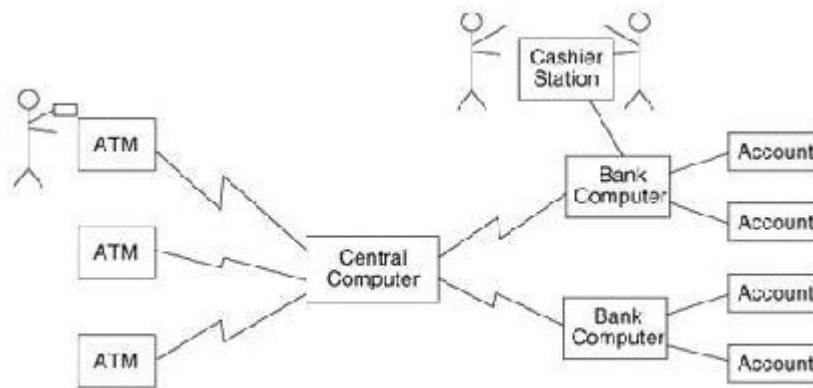 Cashier
Station
ATM
Account
Bank
Computer
Account
ATM
Central
Computer
Account
Bank
Computer
ATM
Account